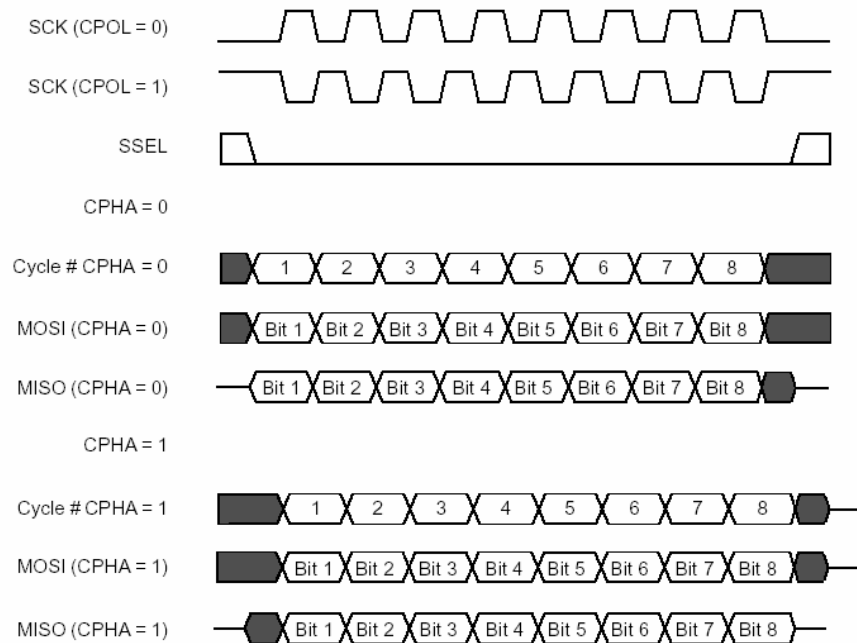 SCK (CPOL = 0)
SCK (CPOL = 1)
SSEL
CPHA = 0
Cycle # CPHA = 0 1 2 3 4 5 6 7 8
MOSI (CPHA = 0) Bit 1 Bit 2 Bit 3 Bit 4 Bit 5 Bit 6 Bit 7 Bit 8
MISO (CPHA = 0) Bit 1 Bit 2 Bit 3 Bit 4 Bit 5 Bit 6 Bit 7 Bit 8
CPHA = 1
Cycle # CPHA = 1 1 2 3 4 5 6 7 8
MOSI (CPHA = 1) Bit 1 Bit 2 Bit 3 Bit 4 Bit 5 Bit 6 Bit 7 Bit 8
MISO (CPHA = 1) Bit 1 Bit 2 Bit 3 Bit 4 Bit 5 Bit 6 Bit 7 Bit 8